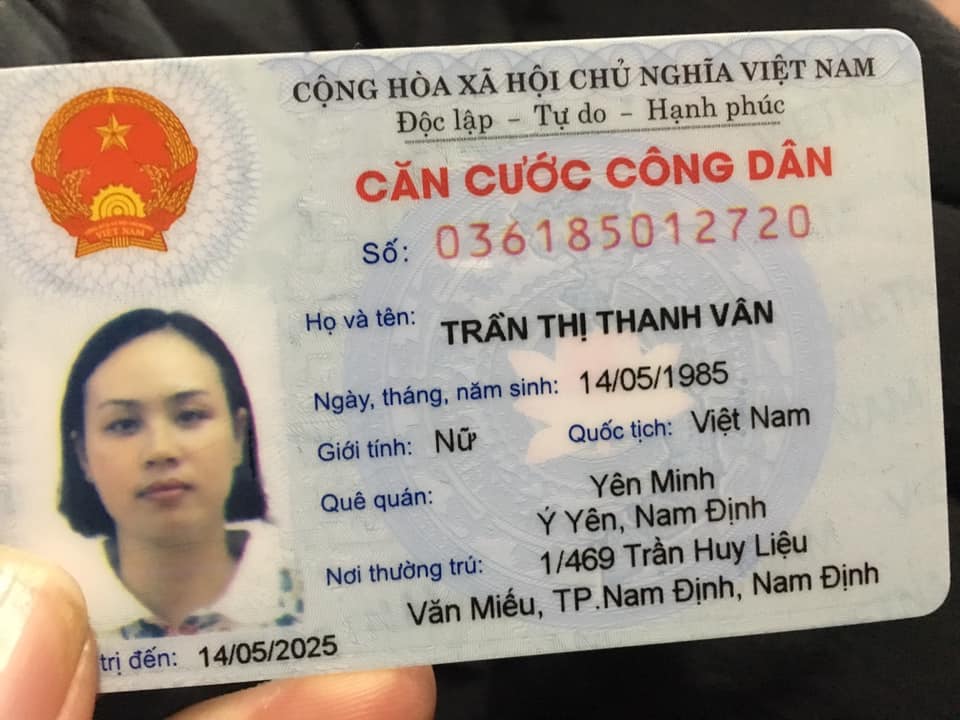 CỘNG HÒA XÃ HỘI CHỦ NGHĨA VIỆT NAM
Độc lập - Tự do - Hạnh phúc
CĂN CƯỚC CÔNG DÂN
Số: 036185012720
Họ và tên: TRẦN THỊ THANH VÂN
Ngày, tháng, năm sinh: 14/05/1985
Giới tính: Nữ Quốc tịch: Việt Nam
Quê quán: Yên Minh
Ý Yên, Nam Định
Nơi thường trú: 1/469 Trần Huy Liệu
Văn Miếu, TP.Nam Định, Nam Định
trị đến: 14/05/2025
VIỆT NAM